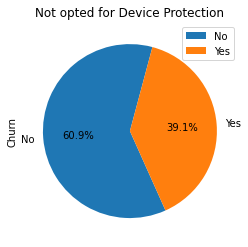 Not opted for Device Protection
No
Yes
Yes
39.1%
60.9%
No
Churn